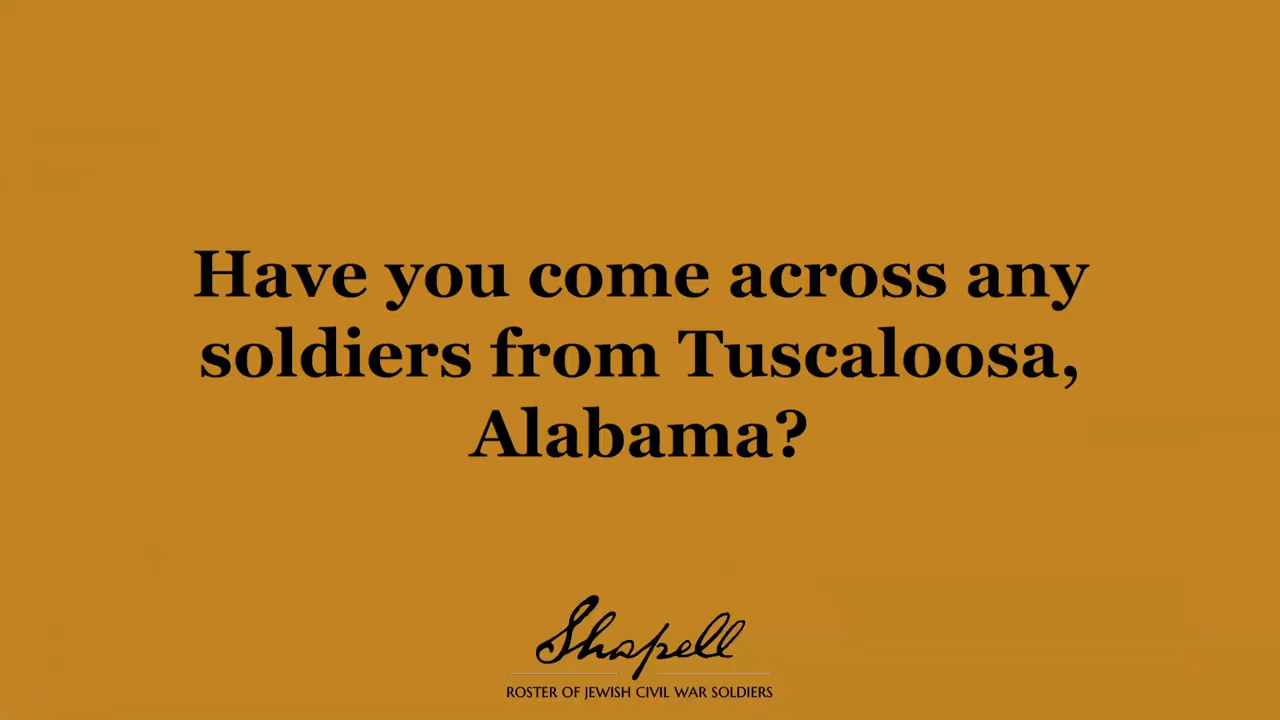 Have you come across any
soldiers from Tuscaloosa,
Alabama?
Shapell
ROSTER OF JEWISH CIVIL WAR SOLDIERS